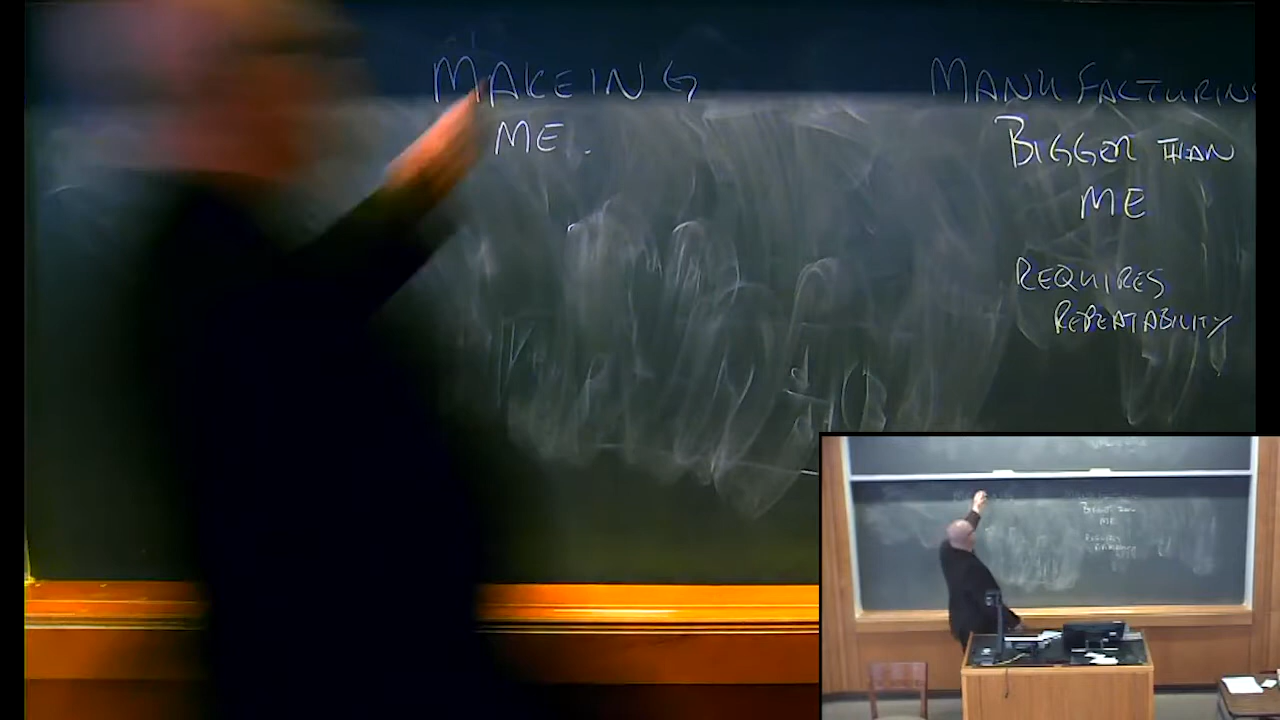 MAKEING
ME.
MANUFACTURING
BIGGER THAN
ME
REQUIRES
REPEATABILITY